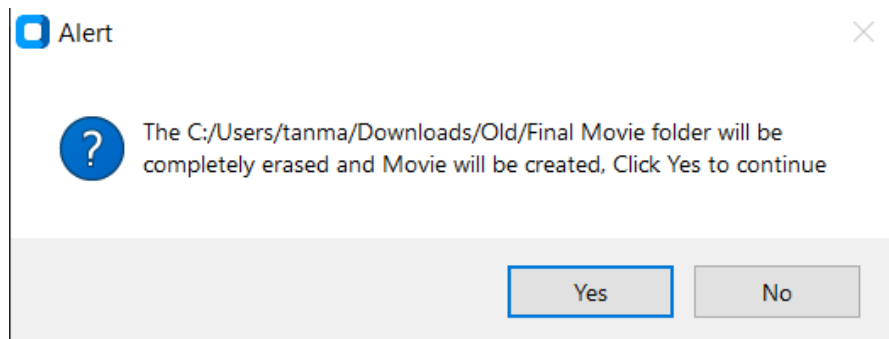 Alert
?
The C:/Users/tanma/Downloads/Old/Final Movie folder will be
completely erased and Movie will be created, Click Yes to continue
Yes
No